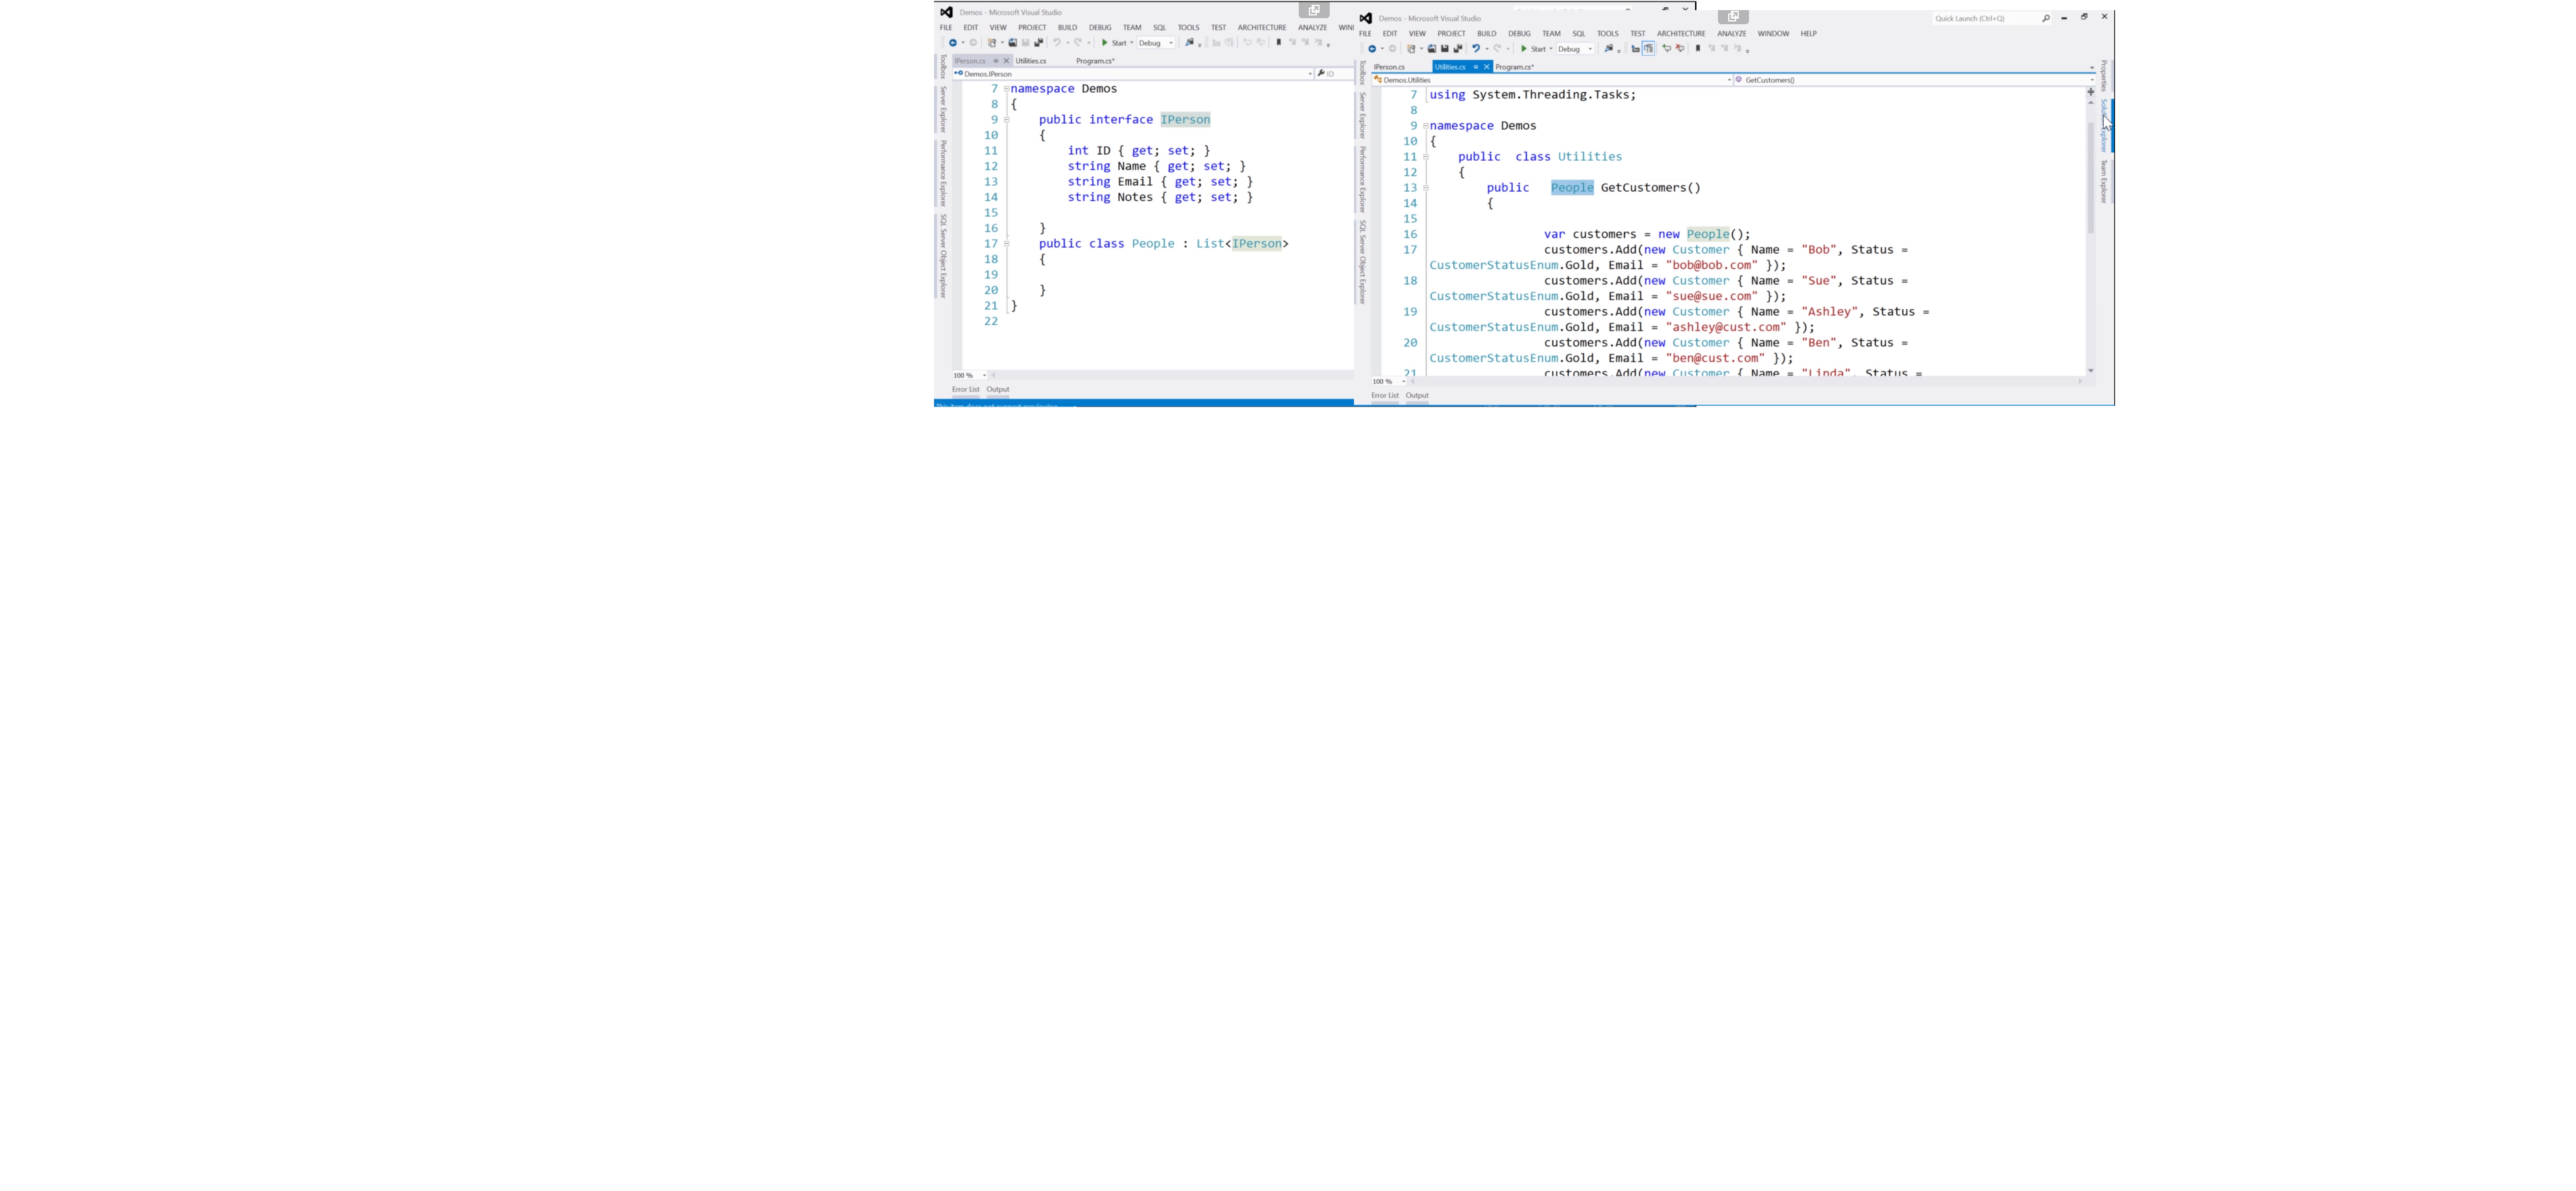 Demos - Microsoft Visual Studio
FILE EDIT VIEW PROJECT BUILD DEBUG TEAM SQL TOOLS TEST ARCHITECTURE ANALYZE WIN
Start Debug
IPerson.cs Utilities.cs Program.cs*
Demos.IPerson ID
7 namespace Demos
8 {
9 public interface IPerson
10 {
11 int ID { get; set; }
12 string Name { get; set; }
13 string Email { get; set; }
14 string Notes { get; set; }
15
16 }
17 public class People : List<IPerson>
18 {
19
20 }
21 }
22
100 %
Error List Output
Toolbox
Server Explorer
Performance Explorer
SQL Server Object Explorer
Demos - Microsoft Visual Studio
Quick Launch (Ctrl+Q)
FILE EDIT VIEW PROJECT BUILD DEBUG TEAM SQL TOOLS TEST ARCHITECTURE ANALYZE WINDOW HELP
Start Debug
IPerson.cs Utilities.cs Program.cs*
Demos.Utilities GetCustomers()
7 using System.Threading.Tasks;
8
9 namespace Demos
10 {
11 public class Utilities
12 {
13 public People GetCustomers()
14 {
15
16 var customers = new People();
17 customers.Add(new Customer { Name = "Bob", Status =
CustomerStatusEnum.Gold, Email = "bob@bob.com" });
18 customers.Add(new Customer { Name = "Sue", Status =
CustomerStatusEnum.Gold, Email = "sue@sue.com" });
19 customers.Add(new Customer { Name = "Ashley", Status =
CustomerStatusEnum.Gold, Email = "ashley@cust.com" });
20 customers.Add(new Customer { Name = "Ben", Status =
CustomerStatusEnum.Gold, Email = "ben@cust.com" });
21 customers.Add(new Customer { Name = "Linda", Status =
100 %
Error List Output
Toolbox
Server Explorer
Performance Explorer
SQL Server Object Explorer
Properties
Solution Explorer
Team Explorer